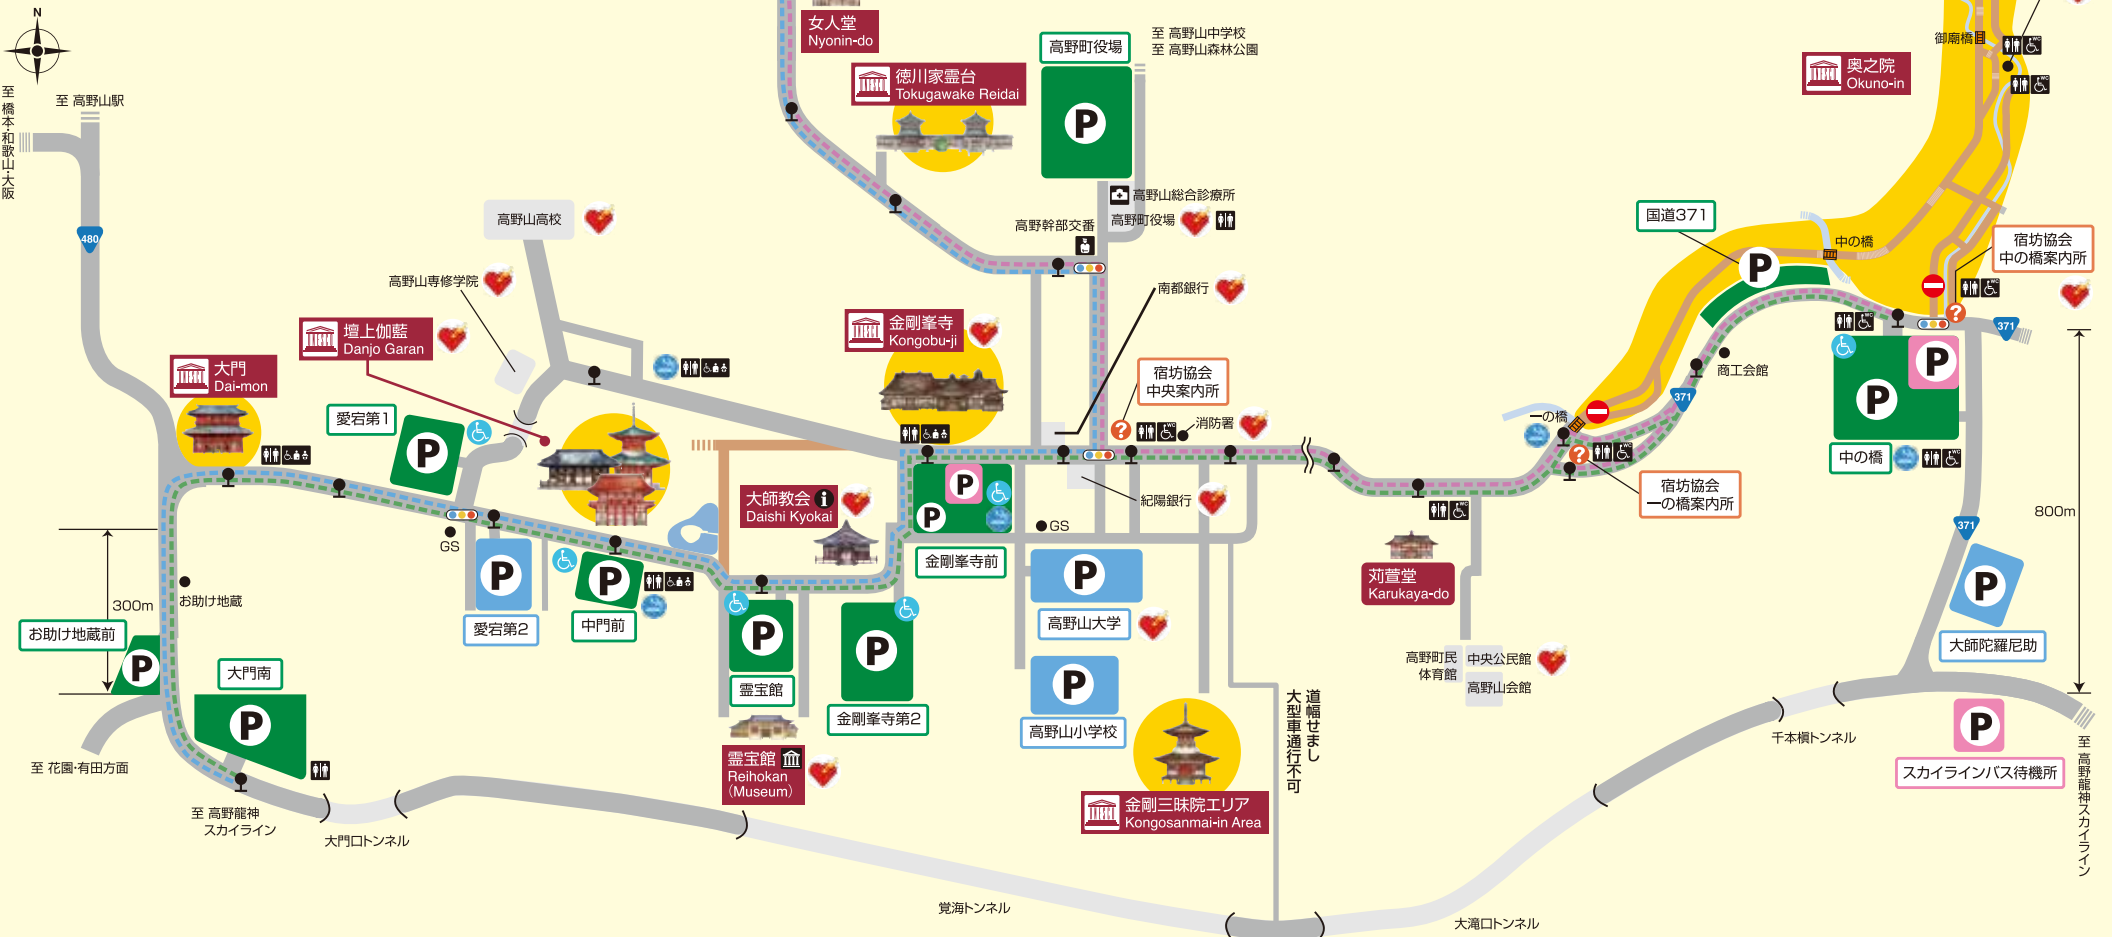 N
至 橋本・和歌山・大阪
至 高野山駅
480
女人堂
Nyonin-do
徳川家霊台
Tokugawake Reidai
高野町役場
P
至 高野山中学校
至 高野山森林公園
高野山総合診療所
高野町役場
高野幹部交番
高野山高校
高野山専修学院
壇上伽藍
Danjo Garan
大門
Dai-mon
愛宕第1
P
金剛峯寺
Kongobu-ji
南都銀行
宿坊協会
中央案内所
?
消防署
紀陽銀行
GS
大師教会
Daishi Kyokai
P
P
金剛峯寺前
GS
愛宕第2
P
中門前
P
お助け地蔵
300m
お助け地蔵前
P
大門南
P
至 花園・有田方面
至 高野龍神
スカイライン
大門口トンネル
霊宝館
P
霊宝館
Reihokan
(Museum)
金剛峯寺第2
P
高野山大学
P
高野山小学校
P
金剛三昧院エリア
Kongosanmai-in Area
道幅せまし
大型車通行不可
覚海トンネル
大滝口トンネル
千本槇トンネル
苅萱堂
Karukaya-do
高野町民
体育館
中央公民館
高野山会館
一の橋
?
宿坊協会
一の橋案内所
371
商工会館
国道371
P
中の橋
御廟橋
奥之院
Okuno-in
宿坊協会
中の橋案内所
?
371
P
P
中の橋
371
800m
P
大師陀羅尼助
P
スカイラインバス待機所
至 高野龍神スカイライン